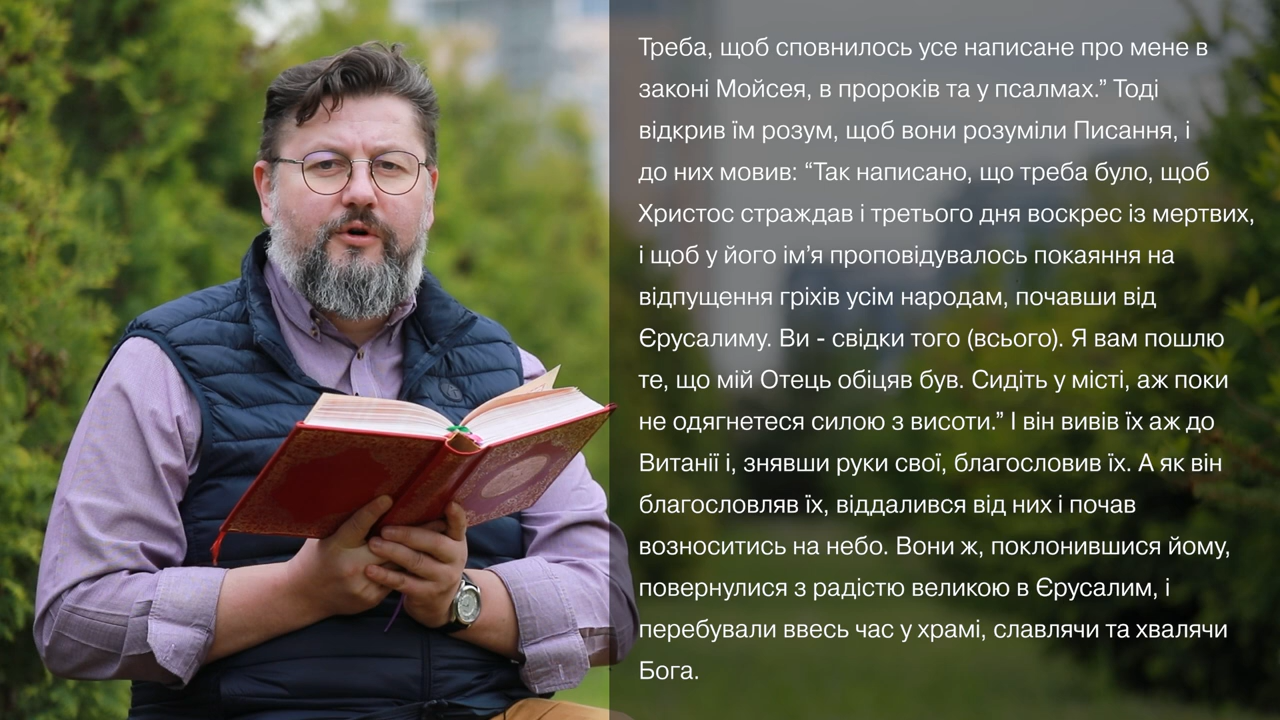 Треба, щоб сповнилось усе написане про мене в
законі Мойсея, в пророків та у псалмах.” Тоді
відкрив їм розум, щоб вони розуміли Писання, і
до них мовив: “Так написано, що треба було, щоб
Христос страждав і третього дня воскрес із мертвих,
і щоб у його ім’я проповідувалось покаяння на
відпущення гріхів усім народам, почавши від
Єрусалиму. Ви - свідки того (всього). Я вам пошлю
те, що мій Отець обіцяв був. Сидіть у місті, аж поки
не одягнетеся силою з висоти.” І він вивів їх аж до
Витанії і, знявши руки свої, благословив їх. А як він
благословляв їх, віддалився від них і почав
возноситись на небо. Вони ж, поклонившися йому,
повернулися з радістю великою в Єрусалим, і
перебували ввесь час у храмі, славлячи та хвалячи
Бога.